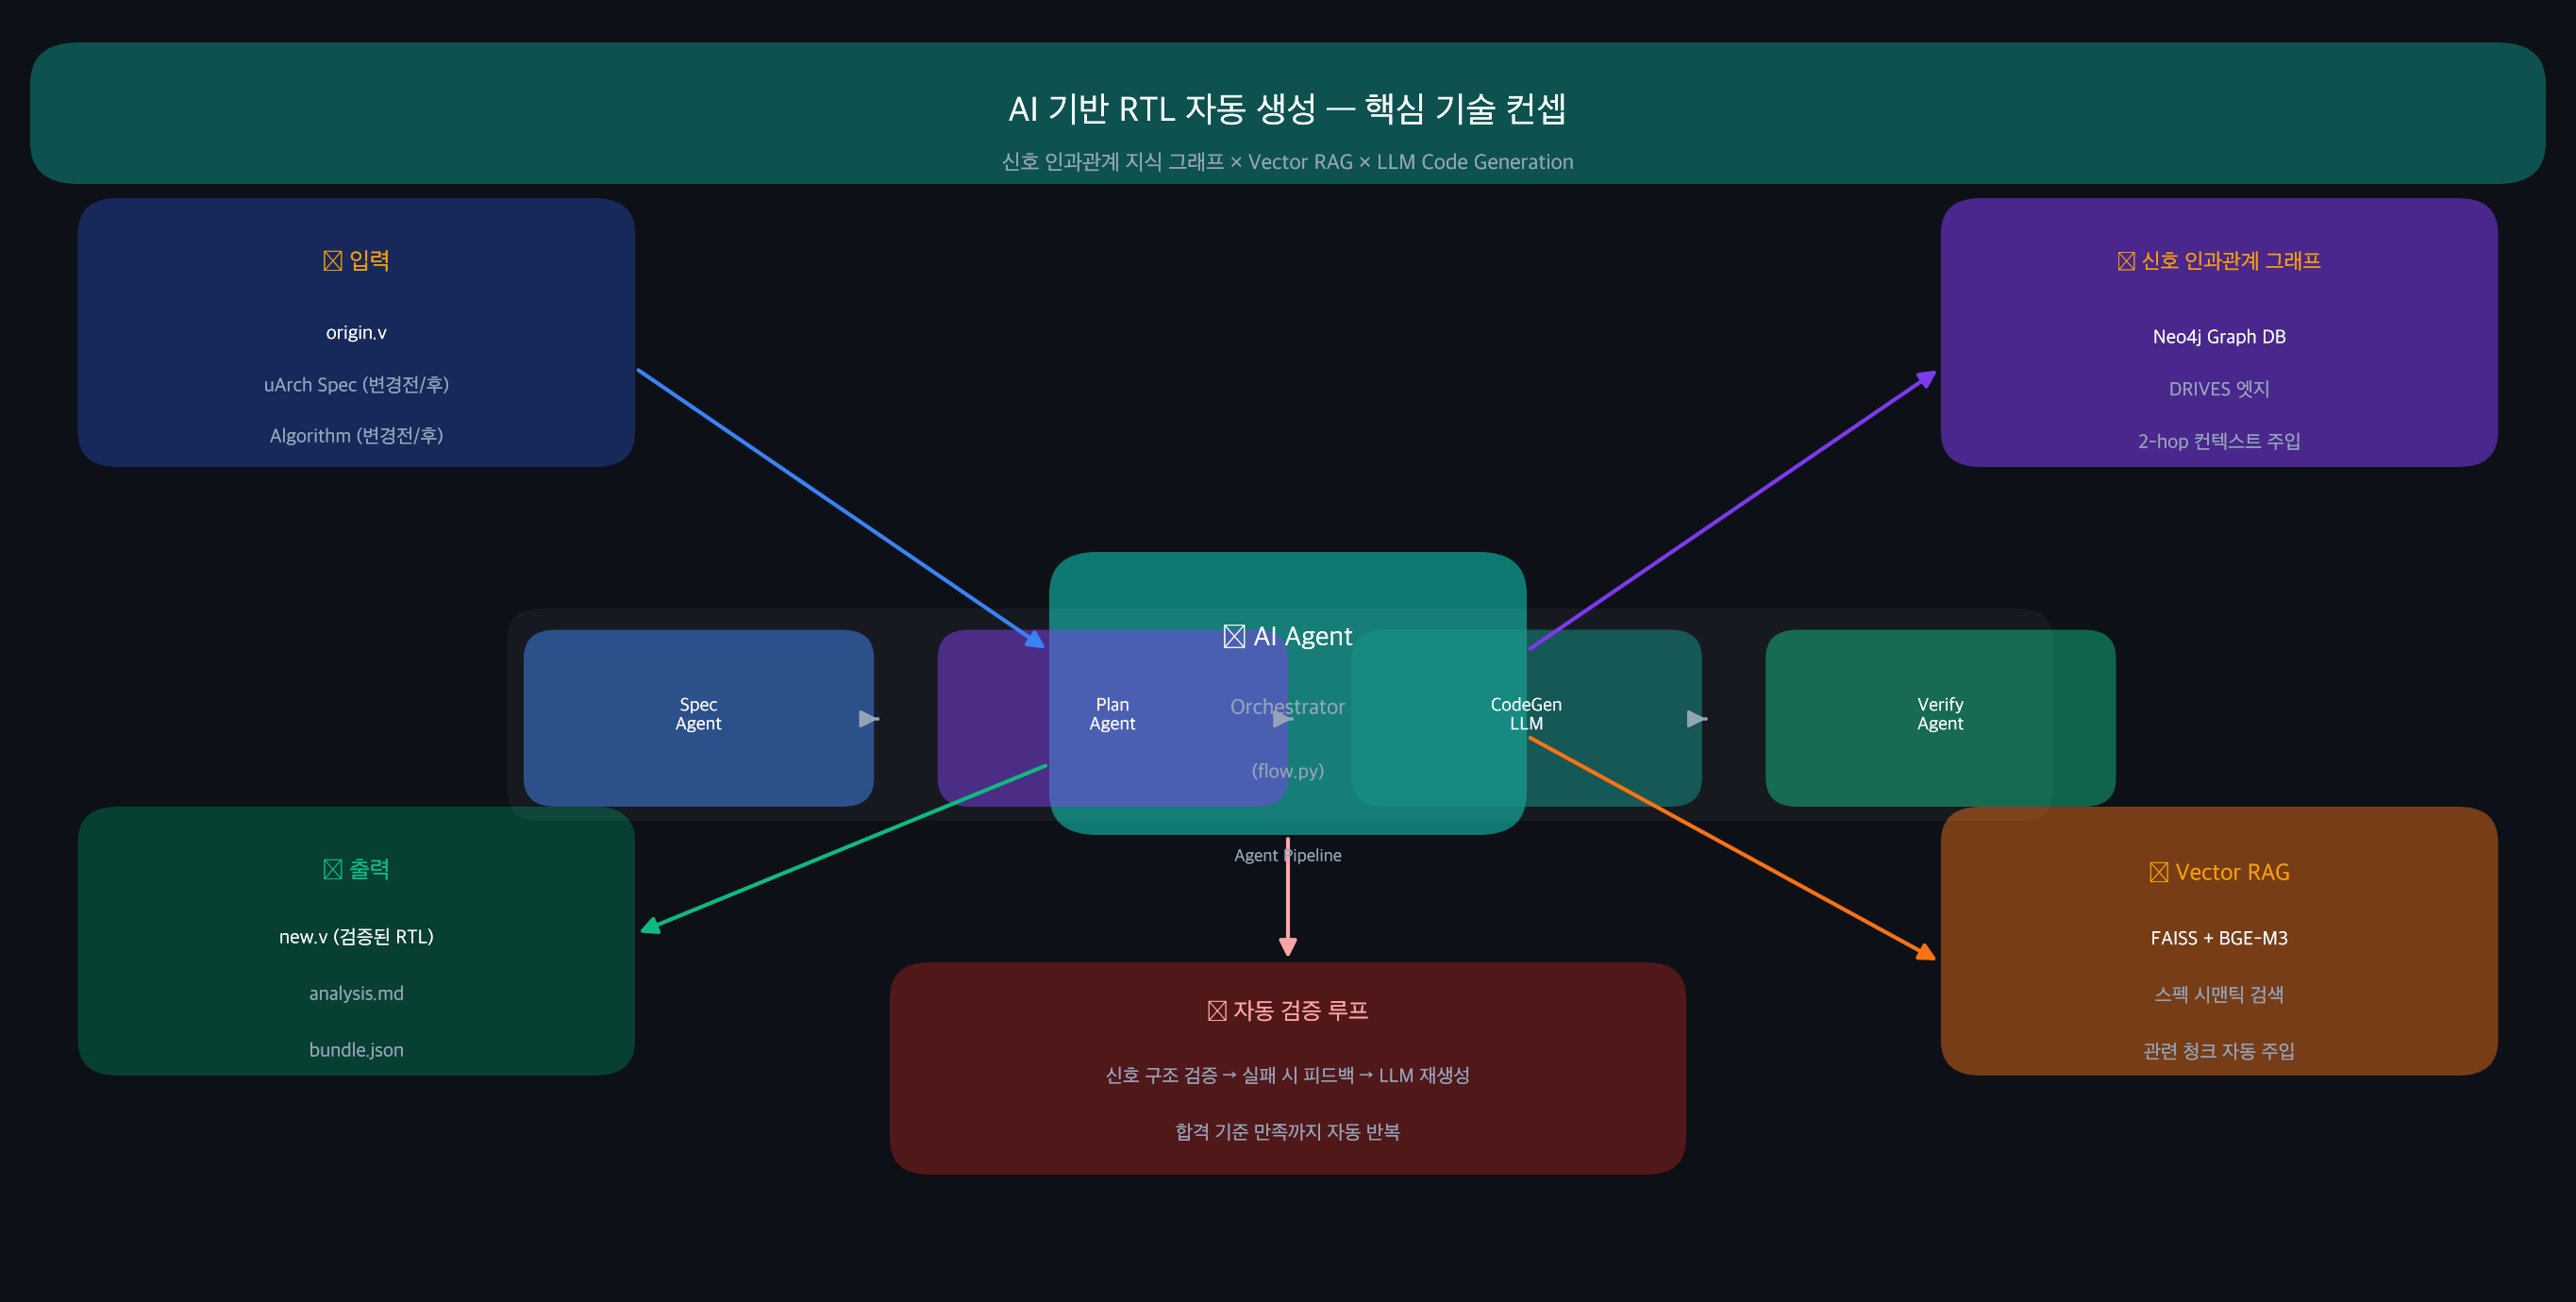 AI 기반 RTL 자동 생성 — 핵심 기술 컨셉
신호 인과관계 지식 그래프 × Vector RAG × LLM Code Generation
입력
origin.v
uArch Spec (변경전/후)
Algorithm (변경전/후)
신호 인과관계 그래프
Neo4j Graph DB
DRIVES 엣지
2-hop 컨텍스트 주입
AI Agent
Orchestrator
(flow.py)
Spec
Agent
Plan
Agent
CodeGen
LLM
Verify
Agent
Agent Pipeline
출력
new.v (검증된 RTL)
analysis.md
bundle.json
자동 검증 루프
신호 구조 검증 → 실패 시 피드백 → LLM 재생성
합격 기준 만족까지 자동 반복
Vector RAG
FAISS + BGE-M3
스펙 시맨틱 검색
관련 청크 자동 주입